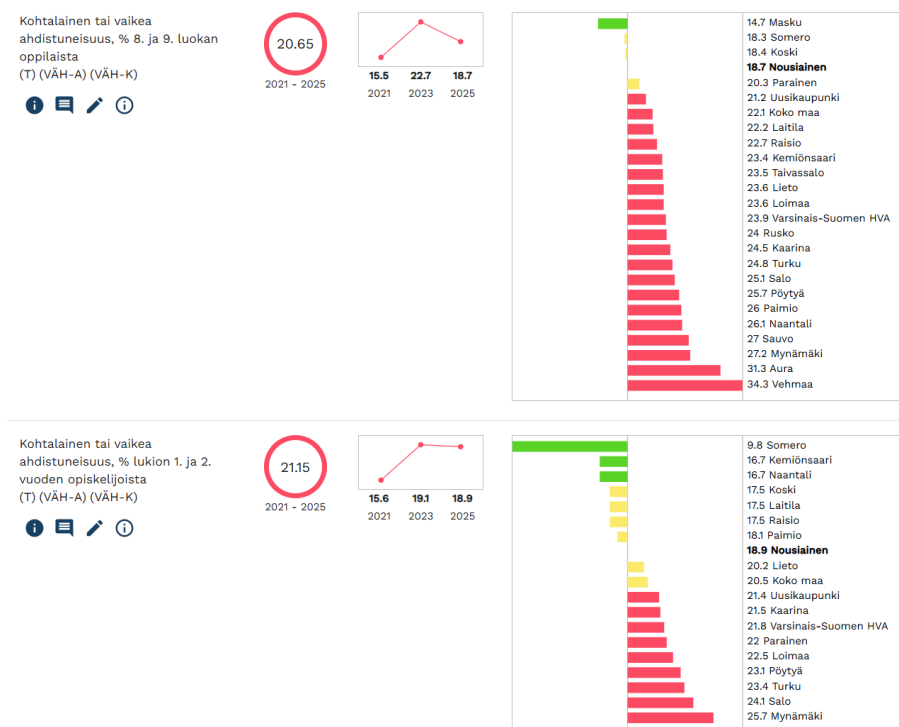 Kohtalainen tai vaikea
ahdistuneisuus, % 8. ja 9. luokan
oppilaista
(T) (VÄH-A) (VÄH-K)
20.65
2021 - 2025
15.5 22.7 18.7
2021 2023 2025
14.7 Masku
18.3 Somero
18.4 Koski
18.7 Nousiainen
20.3 Parainen
21.2 Uusikaupunki
22.1 Koko maa
22.2 Laitila
22.7 Raisio
23.4 Kemiönsaari
23.5 Taivassalo
23.6 Lieto
23.6 Loimaa
23.9 Varsinais-Suomen HVA
24 Rusko
24.5 Kaarina
24.8 Turku
25.1 Salo
25.7 Pöytyä
26 Paimio
26.1 Naantali
27 Sauvo
27.2 Mynämäki
31.3 Aura
34.3 Vehmaa
Kohtalainen tai vaikea
ahdistuneisuus, % lukion 1. ja 2.
vuoden opiskelijoista
(T) (VÄH-A) (VÄH-K)
21.15
2021 - 2025
15.6 19.1 18.9
2021 2023 2025
9.8 Somero
16.7 Kemiönsaari
16.7 Naantali
17.5 Koski
17.5 Laitila
17.5 Raisio
18.1 Paimio
18.9 Nousiainen
20.2 Lieto
20.5 Koko maa
21.4 Uusikaupunki
21.5 Kaarina
21.8 Varsinais-Suomen HVA
22 Parainen
22.5 Loimaa
23.1 Pöytyä
23.4 Turku
24.1 Salo
25.7 Mynämäki